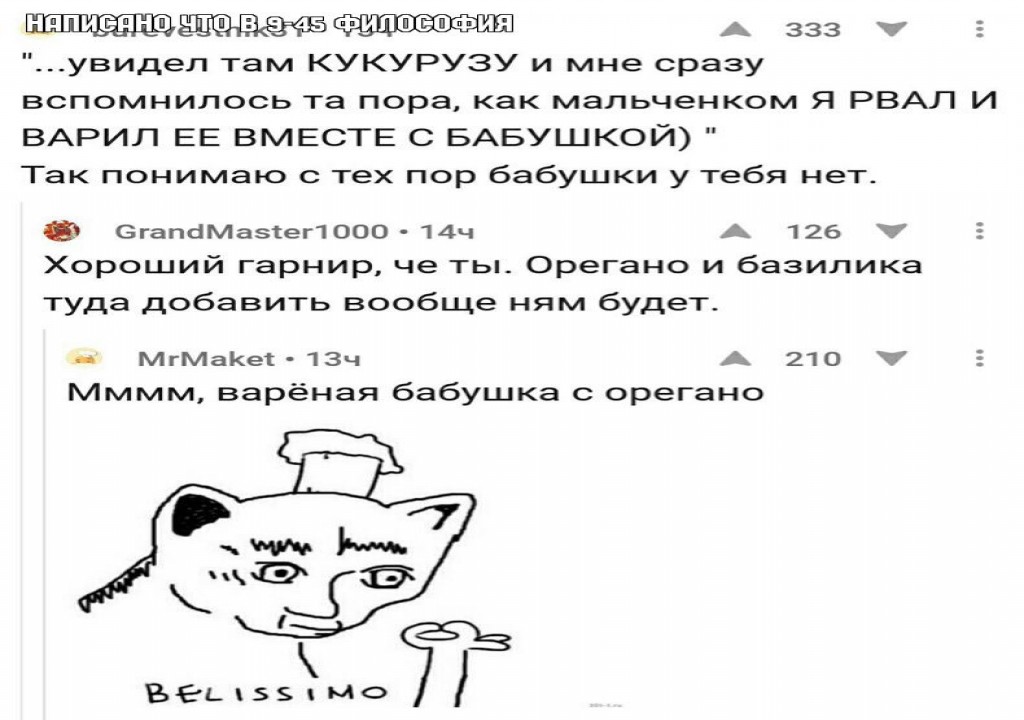 НАПИСАНО, ЧТО В 9-45 ФИЛОСОФИЯ
333
"...увидел там КУКУРУЗУ и мне сразу
вспомнилось та пора, как мальченком Я РВАЛ И
ВАРИЛ ЕЕ ВМЕСТЕ С БАБУШКОЙ) "
Так понимаю с тех пор бабушки у тебя нет.
GrandMaster1000 • 14ч 126
Хороший гарнир, че ты. Орегано и базилика
туда добавить вообще ням будет.
MrMaket • 13ч 210
Мммм, варёная бабушка с орегано
BELISSIMO